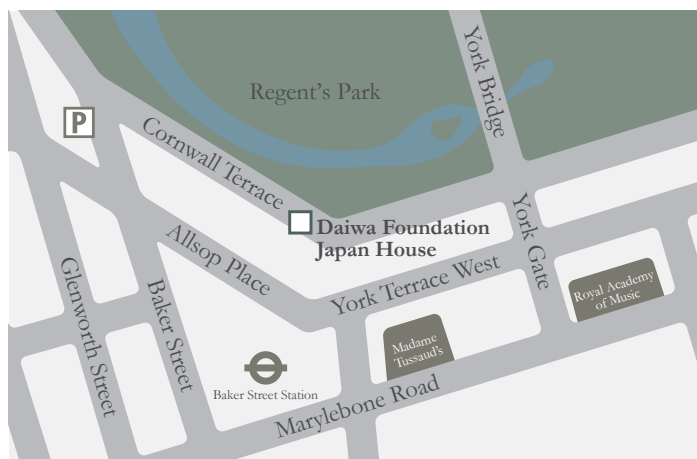 Regent's Park
York Bridge
P
Cornwall Terrace
Daiwa Foundation
Japan House
Allsop Place
York Gate
York Terrace West
Glenworth Street
Baker Street
Royal Academy
of Music
Madame
Tussaud's
Baker Street Station
Marylebone Road